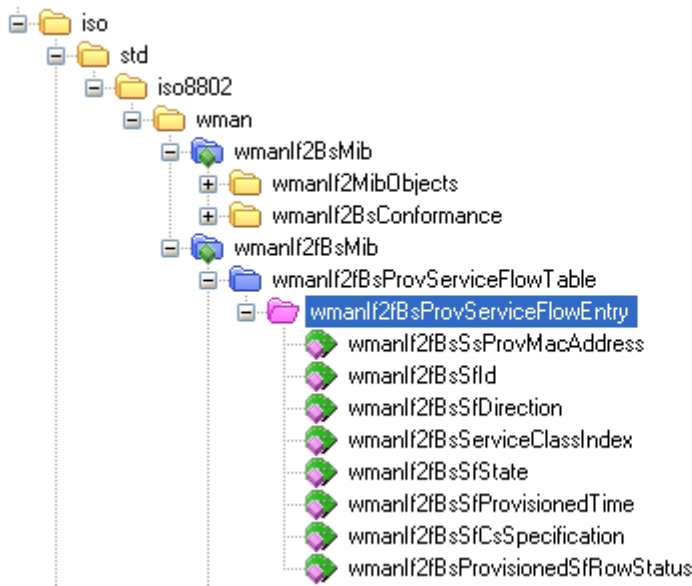 iso
std
iso8802
wman
wmanIf2BsMib
wmanIf2MibObjects
wmanIf2BsConformance
wmanIf2fBsMib
wmanIf2fBsProvServiceFlowTable
wmanIf2fBsProvServiceFlowEntry
wmanIf2fBsSsProvMacAddress
wmanIf2fBsSfId
wmanIf2fBsSfDirection
wmanIf2fBsServiceClassIndex
wmanIf2fBsSfState
wmanIf2fBsSfProvisionedTime
wmanIf2fBsSfCsSpecification
wmanIf2fBsProvisionedSfRowStatus